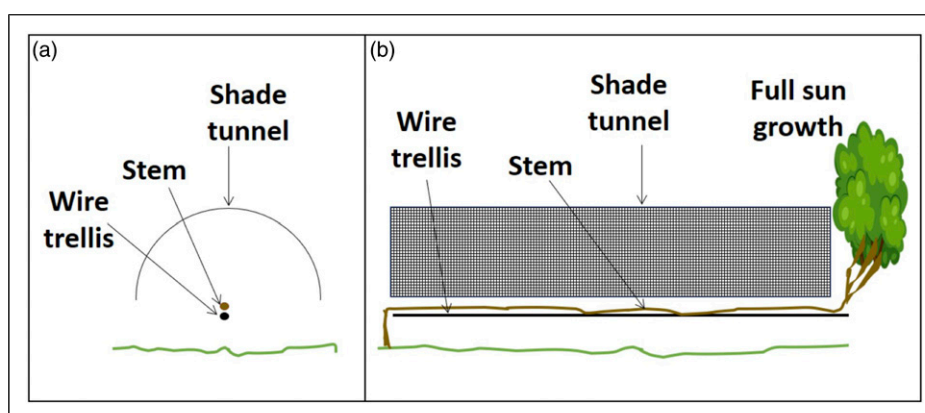 (a)
Shade
tunnel
Stem
Wire
trellis
(b)
Shade
tunnel
Full sun
growth
Wire
trellis
Stem